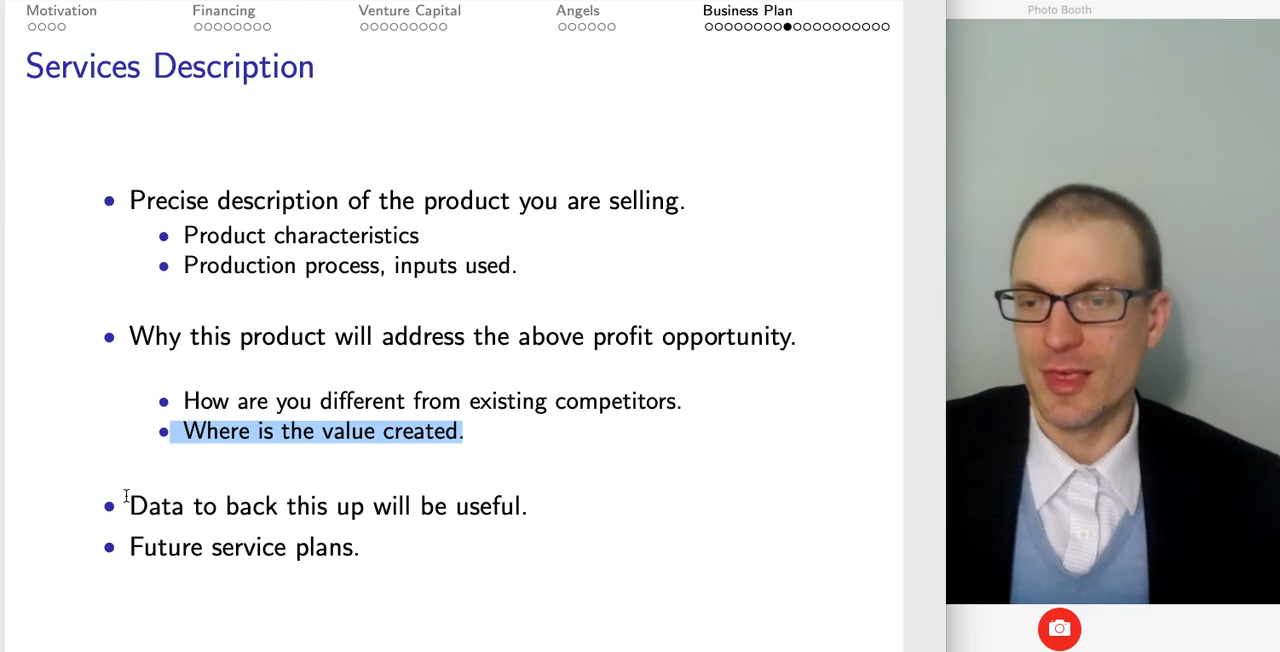 Motivation Financing Venture Capital Angels Business Plan
Photo Booth
Services Description
Precise description of the product you are selling.
Product characteristics
Production process, inputs used.
Why this product will address the above profit opportunity.
How are you different from existing competitors.
Where is the value created.
Data to back this up will be useful.
Future service plans.